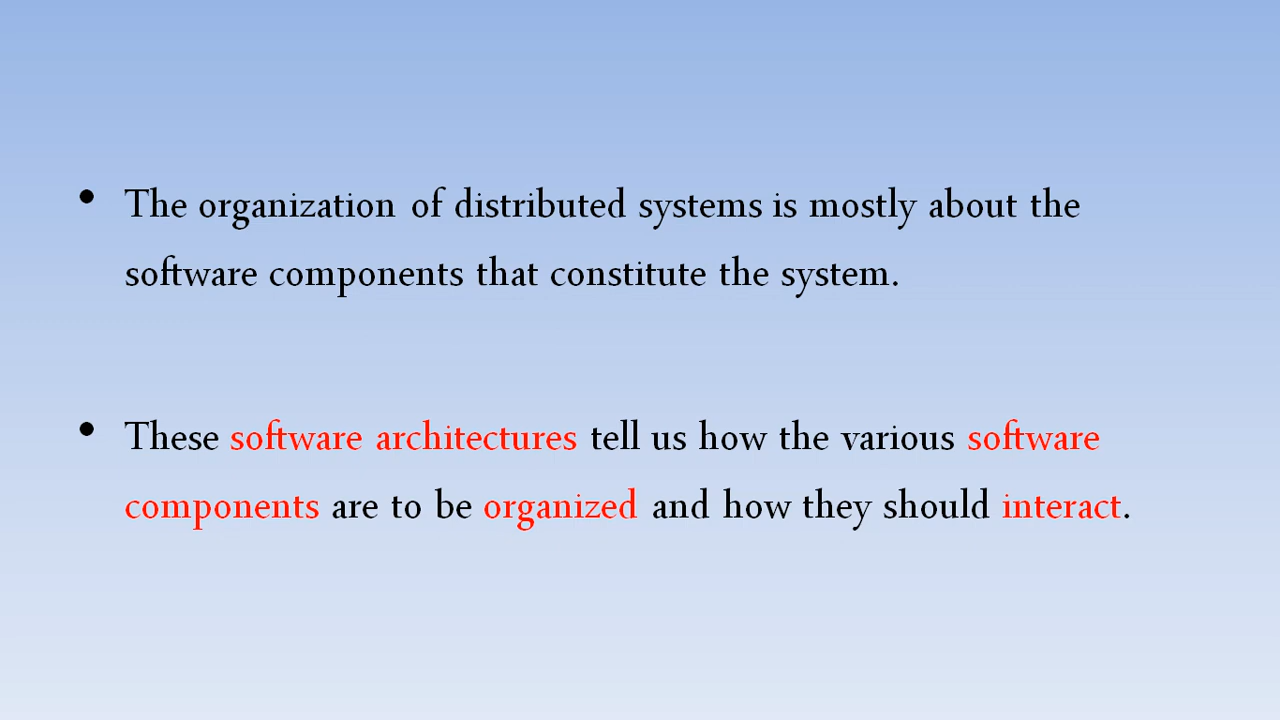 • The organization of distributed systems is mostly about the
software components that constitute the system.
• These software architectures tell us how the various software
components are to be organized and how they should interact.